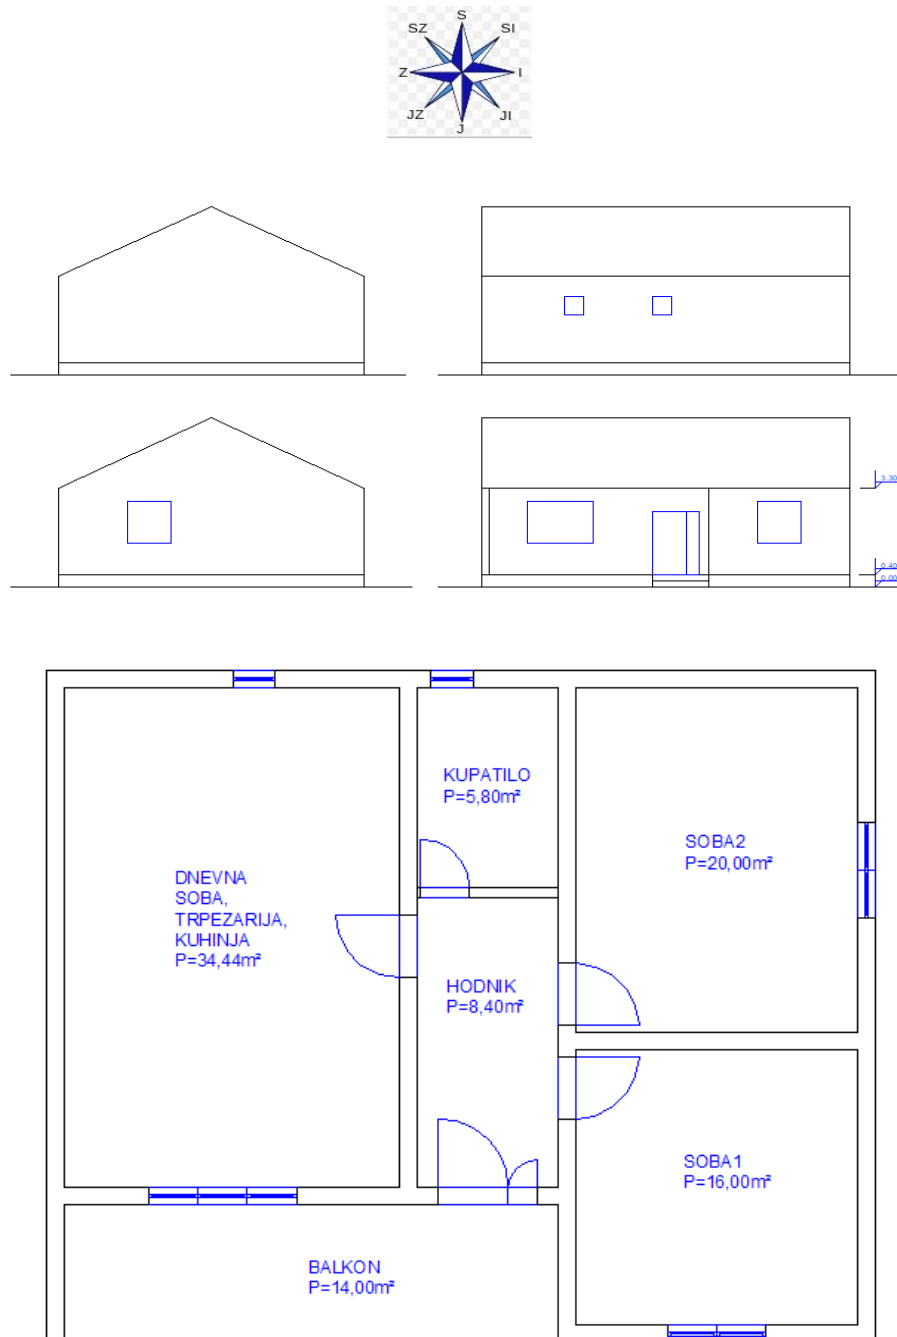 S
SZ
SI
Z
I
JZ
JI
J
3.30
0.40
0.00
KUPATILO
P=5,80m²
SOBA2
P=20,00m²
DNEVNA
SOBA,
TRPEZARIJA,
KUHINJA
P=34,44m²
HODNIK
P=8,40m²
SOBA1
P=16,00m²
BALKON
P=14,00m²